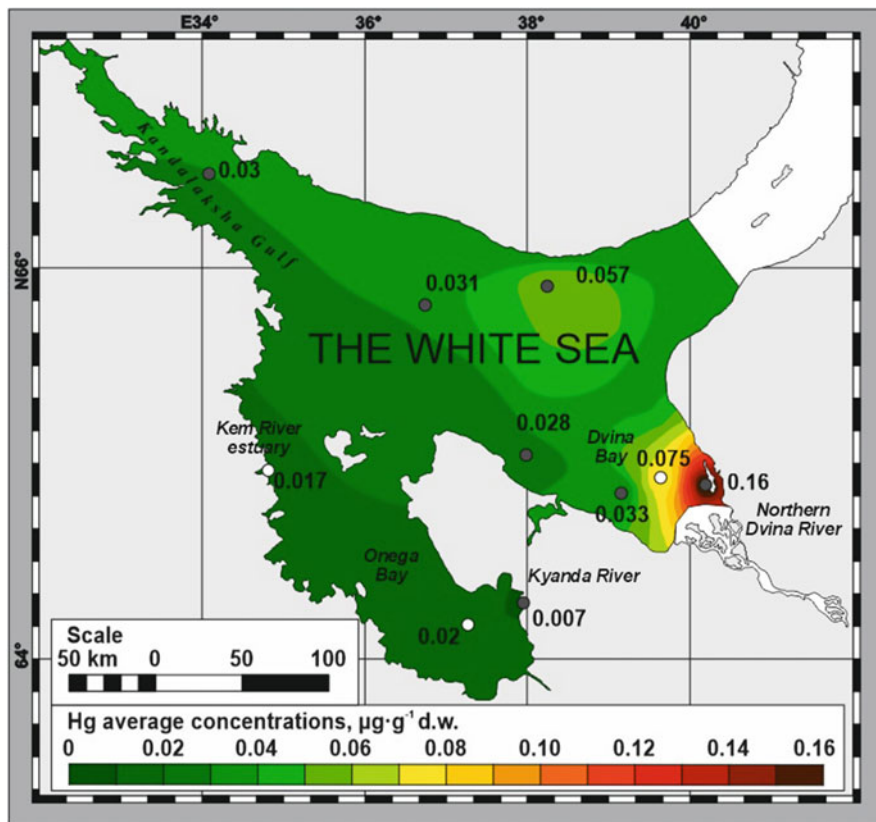 E34° 36° 38° 40°
Kandalaksha Gulf
0.03
N66°
0.031
0.057
THE WHITE SEA
0.028
Kem River
estuary
Dvina
Bay
0.075
0.017
0.16
0.033
Northern
Dvina River
Onega
Bay
Kyanda River
0.007
0.02
64°
Scale
50 km 0 50 100
Hg average concentrations, µg·g⁻¹ d.w.
0 0.02 0.04 0.06 0.08 0.10 0.12 0.14 0.16